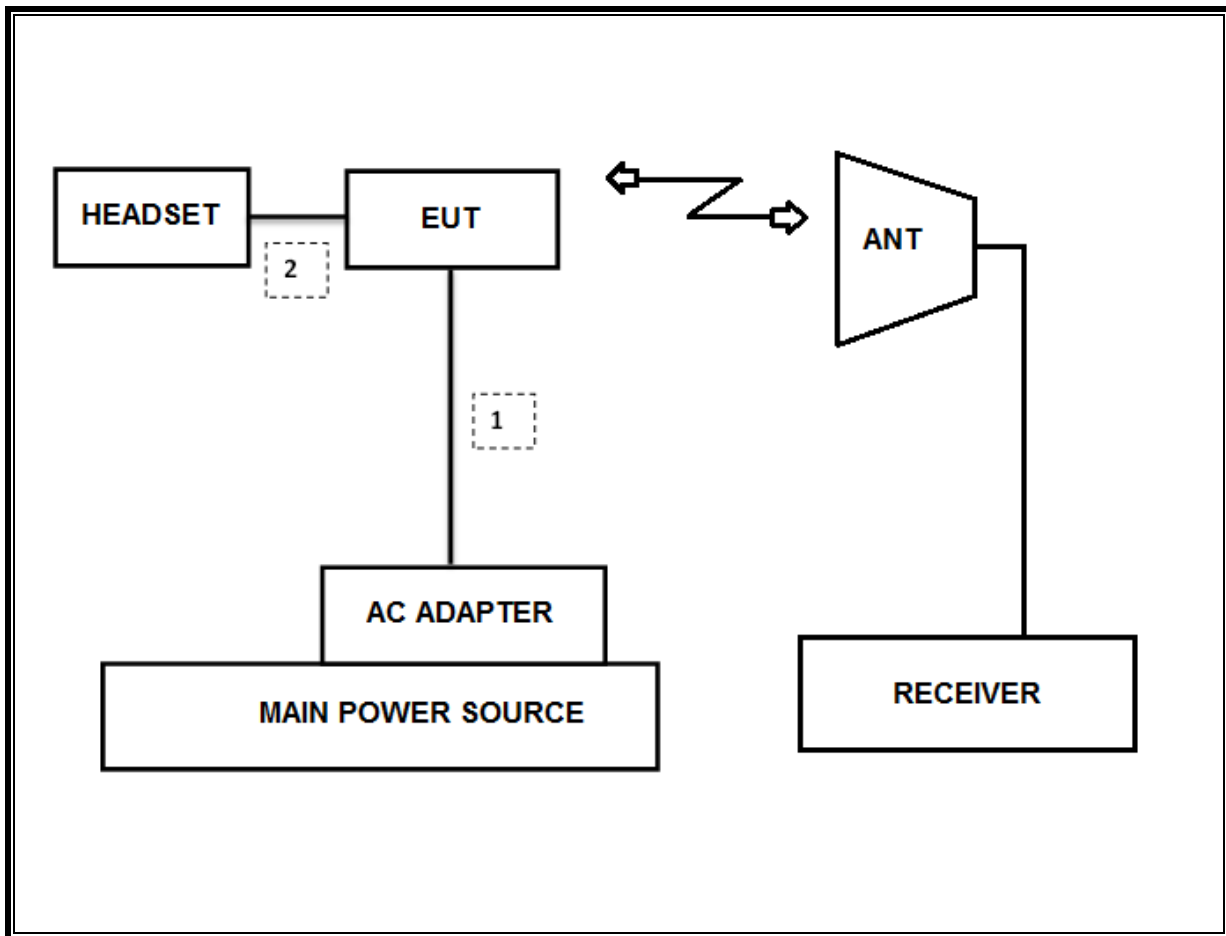 HEADSET
EUT
ANT
2
1
AC ADAPTER
MAIN POWER SOURCE
RECEIVER